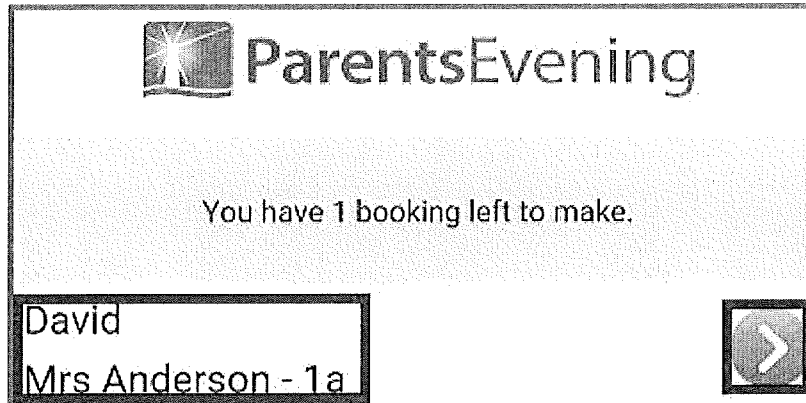 ParentsEvening
You have 1 booking left to make.
David
Mrs Anderson - 1a